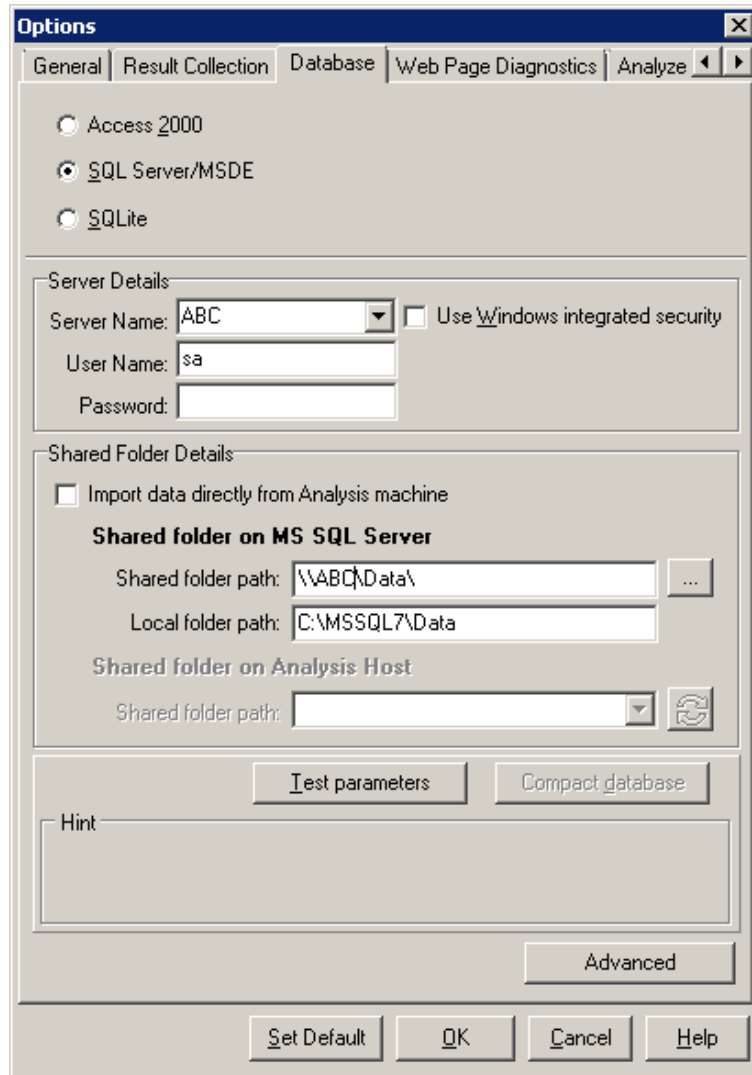 Options
General Result Collection Database Web Page Diagnostics Analyze
Access 2000
SQL Server/MSDE
SQLite
Server Details
Server Name: ABC Use Windows integrated security
User Name: sa
Password:
Shared Folder Details
Import data directly from Analysis machine
Shared folder on MS SQL Server
Shared folder path: \\ABC\Data\ ...
Local folder path: C:\MSSQL7\Data
Shared folder on Analysis Host
Shared folder path:
Test parameters Compact database
Hint
Advanced
Set Default OK Cancel Help